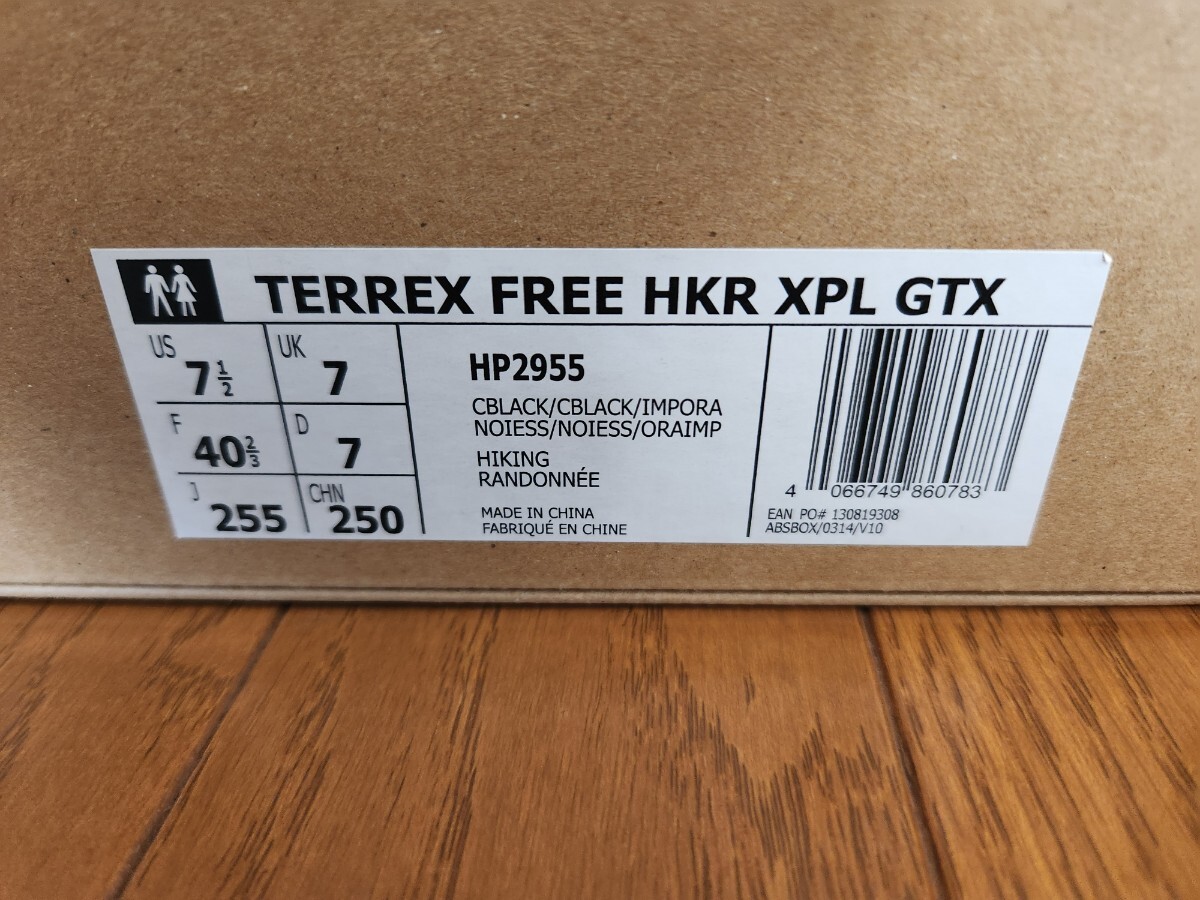 TERREX FREE HKR XPL GTX
US 7 1/2 UK 7
F 40 2/3 D 7
J 255 CHN 250
HP2955
CBLACK/CBLACK/IMPORA
NOIESS/NOIESS/ORAIMP
HIKING
RANDONNÉE
MADE IN CHINA
FABRIQUÉ EN CHINE
4 066749 860783
EAN PO# 130819308
ABSBOX/0314/V10